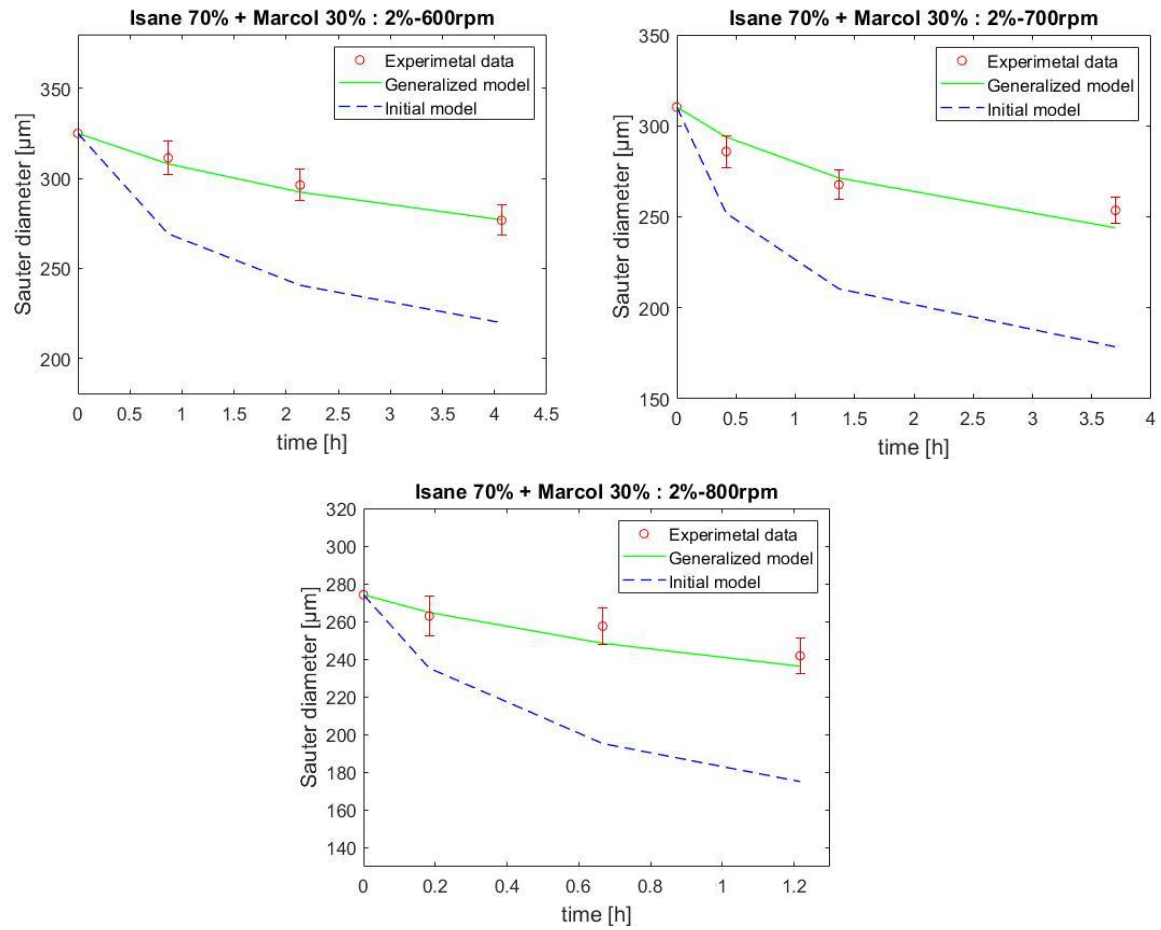 Isane 70% + Marcol 30% : 2%-600rpm
Experimetal data
Generalized model
Initial model
350
300
250
200
Sauter diameter [µm]
0 0.5 1 1.5 2 2.5 3 3.5 4 4.5
time [h]
Isane 70% + Marcol 30% : 2%-700rpm
Experimetal data
Generalized model
Initial model
350
300
250
200
150
Sauter diameter [µm]
0 0.5 1 1.5 2 2.5 3 3.5 4
time [h]
Isane 70% + Marcol 30% : 2%-800rpm
Experimetal data
Generalized model
Initial model
320
300
280
260
240
220
200
180
160
140
Sauter diameter [µm]
0 0.2 0.4 0.6 0.8 1 1.2
time [h]